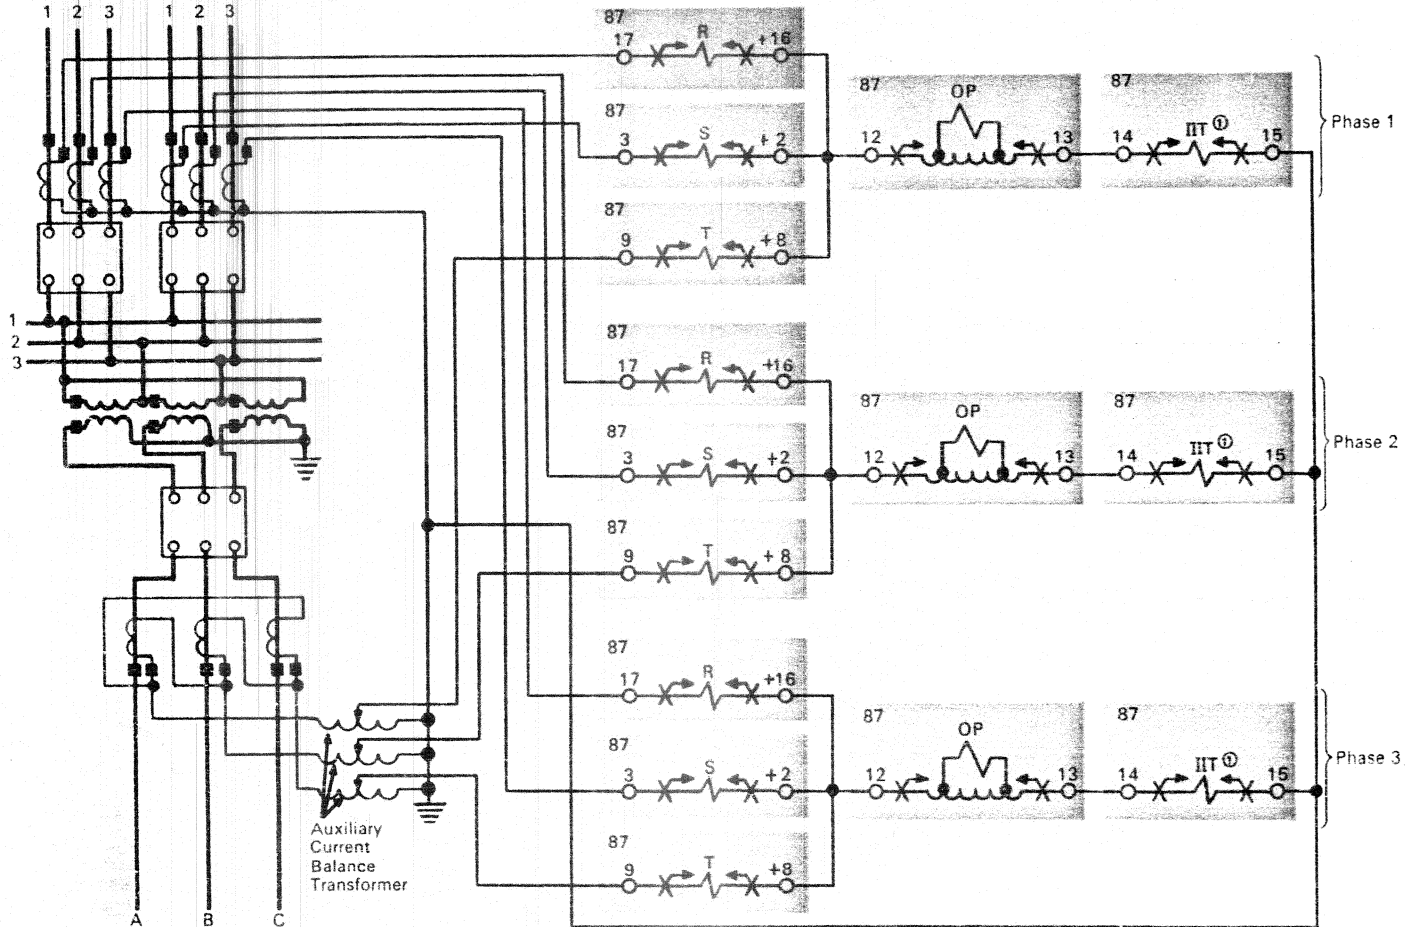 1 2 3 1 2 3
87
17 R +16
87
3 S + 2
87
9 T +8
87
OP
12 13
87
IIT ①
14 15
Phase 1
1
2
3
87
17 R +16
87
3 S +2
87
9 T + 8
87
OP
12 13
87
IIT ①
14 15
Phase 2
87
17 R +16
87
3 S +2
87
9 T +8
87
OP
12 13
87
IIT ①
14 15
Phase 3
Auxiliary
Current
Balance
Transformer
A B C